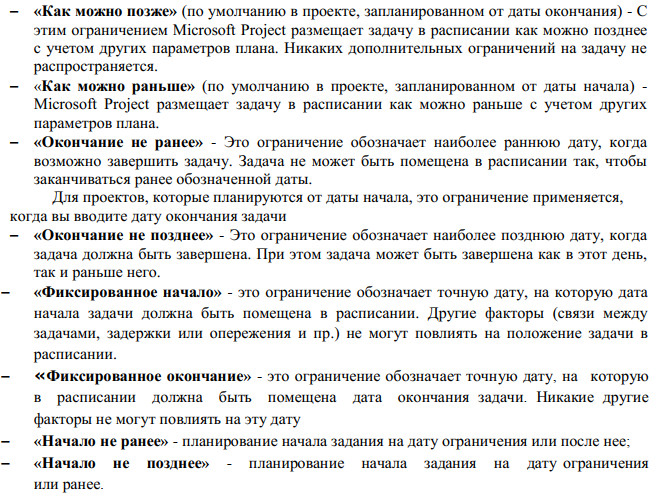 – «Как можно позже» (по умолчанию в проекте, запланированном от даты окончания) - С
этим ограничением Microsoft Project размещает задачу в расписании как можно позднее
с учетом других параметров плана. Никаких дополнительных ограничений на задачу не
распространяется.
– «Как можно раньше» (по умолчанию в проекте, запланированном от даты начала) -
Microsoft Project размещает задачу в расписании как можно раньше с учетом других
параметров плана.
– «Окончание не ранее» - Это ограничение обозначает наиболее раннюю дату, когда
возможно завершить задачу. Задача не может быть помещена в расписании так, чтобы
заканчиваться ранее обозначенной даты.
Для проектов, которые планируются от даты начала, это ограничение применяется,
когда вы вводите дату окончания задачи
– «Окончание не позднее» - Это ограничение обозначает наиболее позднюю дату, когда
задача должна быть завершена. При этом задача может быть завершена как в этот день,
так и раньше него.
– «Фиксированное начало» - это ограничение обозначает точную дату, на которую дата
начала задачи должна быть помещена в расписании. Другие факторы (связи между
задачами, задержки или опережения и пр.) не могут повлиять на положение задачи в
расписании.
– «Фиксированное окончание» - это ограничение обозначает точную дату, на которую
в расписании должна быть помещена дата окончания задачи. Никакие другие
факторы не могут повлиять на эту дату
– «Начало не ранее» - планирование начала задания на дату ограничения или после нее;
– «Начало не позднее» - планирование начала задания на дату ограничения
или ранее.